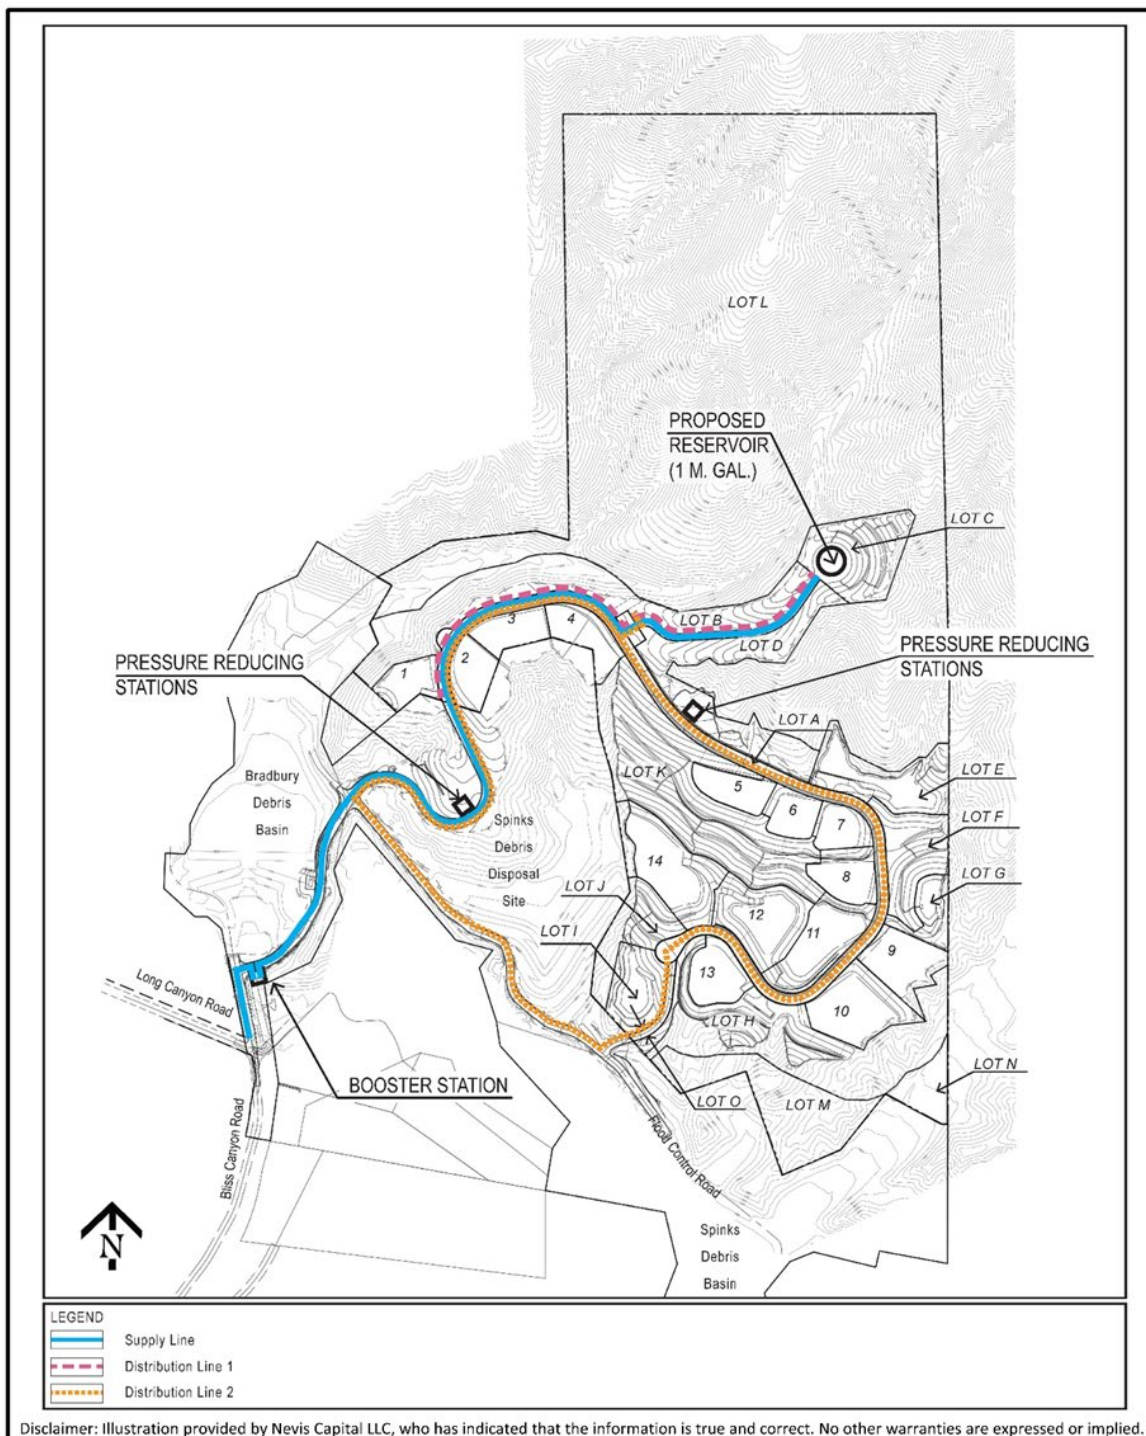 LOT L
PROPOSED
RESERVOIR
(1 M. GAL.)
LOT C
LOT B
LOT D
3
4
2
1
PRESSURE REDUCING
STATIONS
PRESSURE REDUCING
STATIONS
LOT A
LOT K
LOT E
5
6
7
LOT F
Bradbury
Debris
Basin
Spinks
Debris
Disposal
Site
14
8
LOT G
LOT J
12
11
LOT I
9
13
10
Long Canyon Road
LOT H
BOOSTER STATION
LOT O
LOT M
LOT N
Bliss Canyon Road
Flood Control Road
N
Spinks
Debris
Basin
LEGEND
Supply Line
Distribution Line 1
Distribution Line 2
Disclaimer: Illustration provided by Nevis Capital LLC, who has indicated that the information is true and correct. No other warranties are expressed or implied.